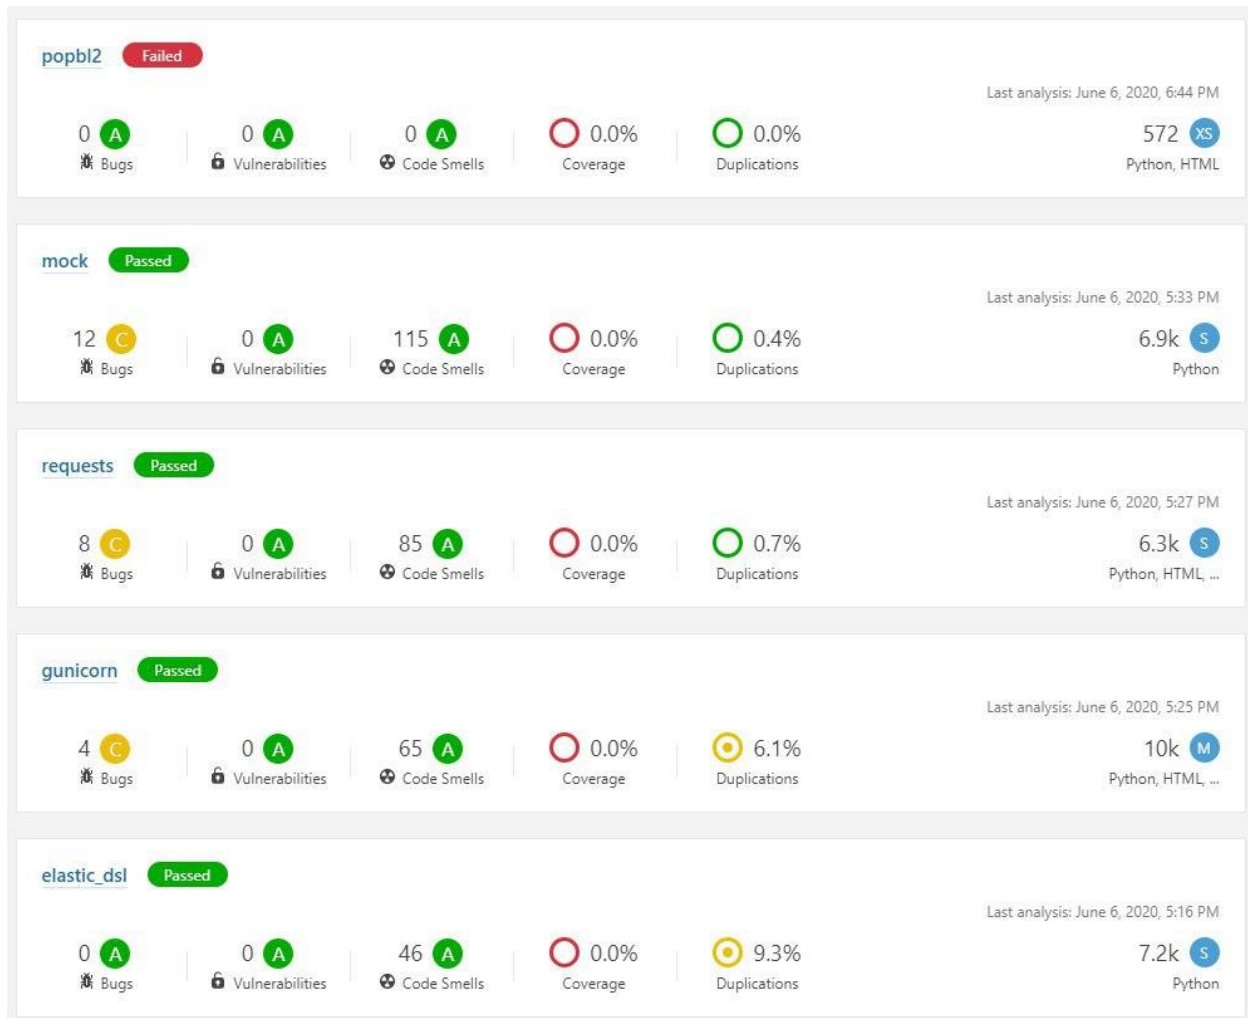 popbl2 Failed
Last analysis: June 6, 2020, 6:44 PM
0 A 0 A 0 A 0.0% 0.0% 572 XS
Bugs Vulnerabilities Code Smells Coverage Duplications Python, HTML
mock Passed
Last analysis: June 6, 2020, 5:33 PM
12 C 0 A 115 A 0.0% 0.4% 6.9k S
Bugs Vulnerabilities Code Smells Coverage Duplications Python
requests Passed
Last analysis: June 6, 2020, 5:27 PM
8 C 0 A 85 A 0.0% 0.7% 6.3k S
Bugs Vulnerabilities Code Smells Coverage Duplications Python, HTML, ...
gunicorn Passed
Last analysis: June 6, 2020, 5:25 PM
4 C 0 A 65 A 0.0% 6.1% 10k M
Bugs Vulnerabilities Code Smells Coverage Duplications Python, HTML, ...
elastic_dsl Passed
Last analysis: June 6, 2020, 5:16 PM
0 A 0 A 46 A 0.0% 9.3% 7.2k S
Bugs Vulnerabilities Code Smells Coverage Duplications Python